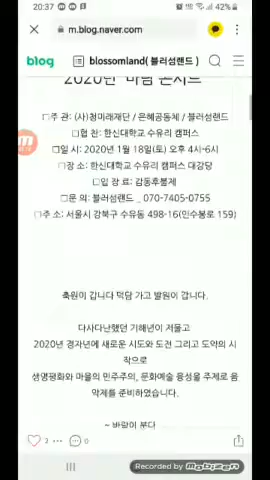 20:37
42%
m.blog.naver.com
blog
blossomland( 블러섬랜드)
2020년 바람 콘서트
□주 관: (사)청미래재단 / 은혜공동체 / 블러섬랜드
□협 찬: 한신대학교 수유리 캠퍼스
□일 시: 2020년 1월 18일(토) 오후 4시-6시
□장 소: 한신대학교 수유리 캠퍼스 대강당
□입 장 료: 감동후불제
□문 의: 블러섬랜드 _ 070-7405-0755
□주 소: 서울시 강북구 수유동 498-16(인수봉로 159)
축원이 갑니다 덕담 가고 발원이 갑니다.
다사다난했던 기해년이 저물고
2020년 경자년에 새로운 시도와 도전 그리고 도약의 시
작으로
생명평화와 마을의 민주주의, 문화예술 융성을 주제로 음
악제를 준비하였습니다.
~ 바람이 분다
3
0
Recorded by Mobizen